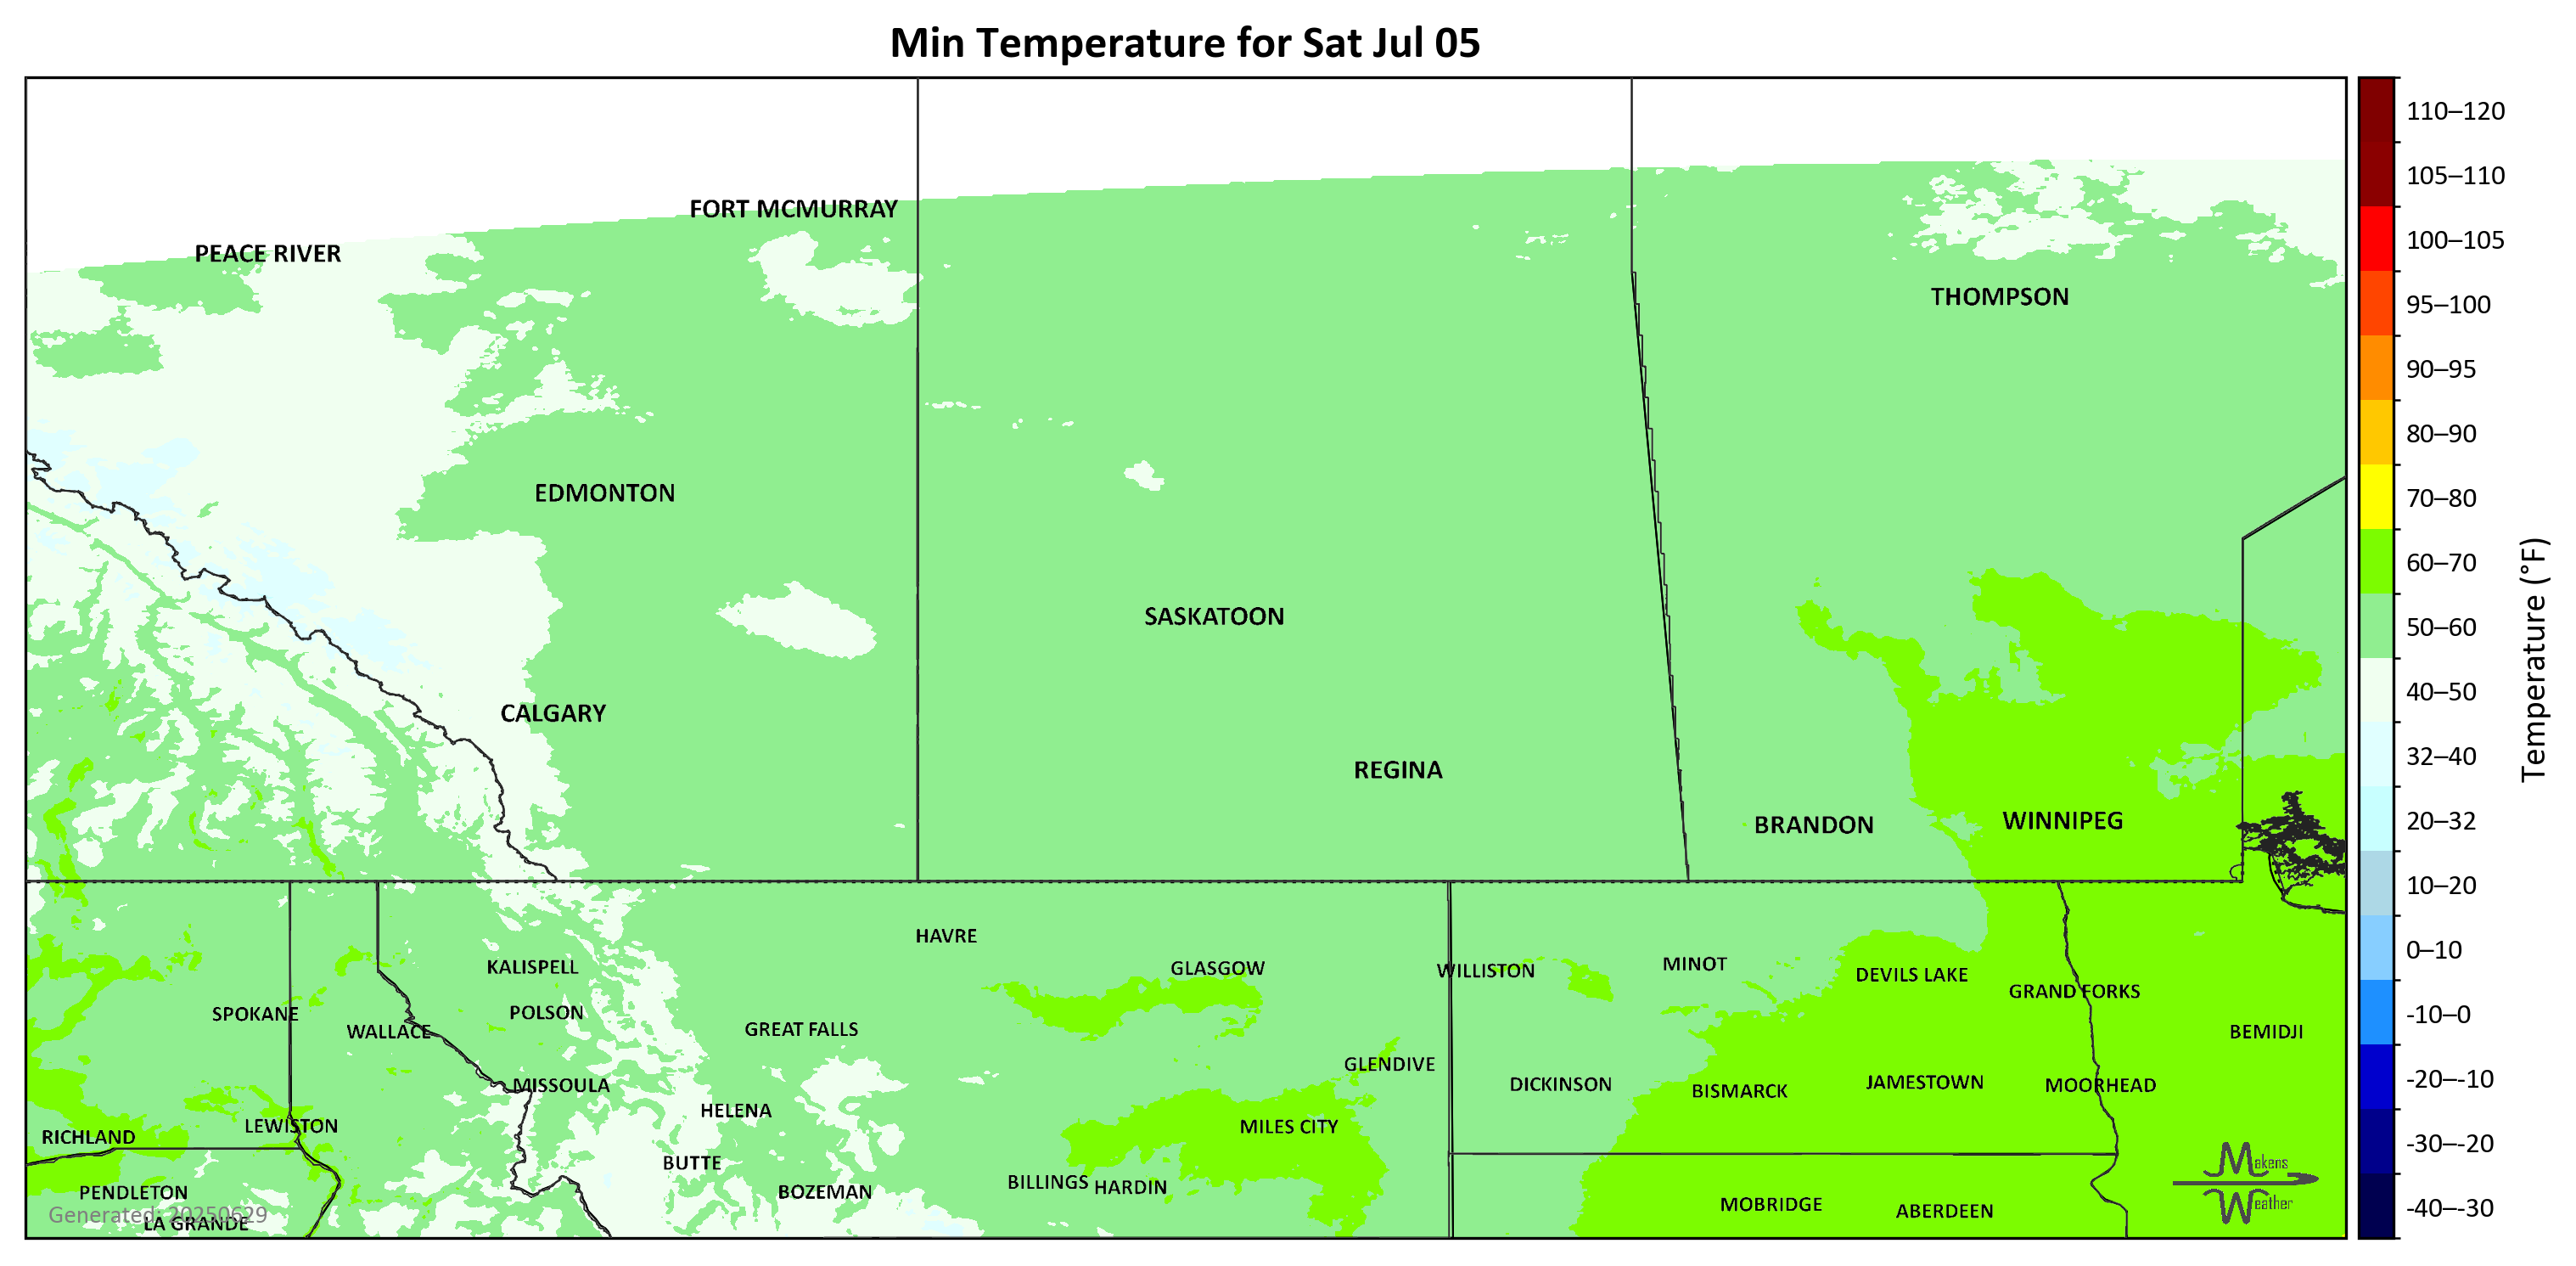 Min Temperature for Sat Jul 05
FORT MCMURRAY
PEACE RIVER
THOMPSON
EDMONTON
SASKATOON
CALGARY
REGINA
BRANDON
WINNIPEG
HAVRE
KALISPELL
GLASGOW
WILLISTON
MINOT
DEVILS LAKE
GRAND FORKS
SPOKANE
POLSON
WALLACE
GREAT FALLS
BEMIDJI
GLENDIVE
MISSOULA
DICKINSON
BISMARCK
JAMESTOWN
MOORHEAD
HELENA
LEWISTON
MILES CITY
RICHLAND
BUTTE
BILLINGS
HARDIN
PENDLETON
BOZEMAN
MOBRIDGE
ABERDEEN
Generated: 20250629
LA GRANDE
Makens
Weather
110–120
105–110
100–105
95–100
90–95
80–90
70–80
60–70
50–60
40–50
32–40
20–32
10–20
0–10
-10–0
-20–-10
-30–-20
-40–-30
Temperature (°F)